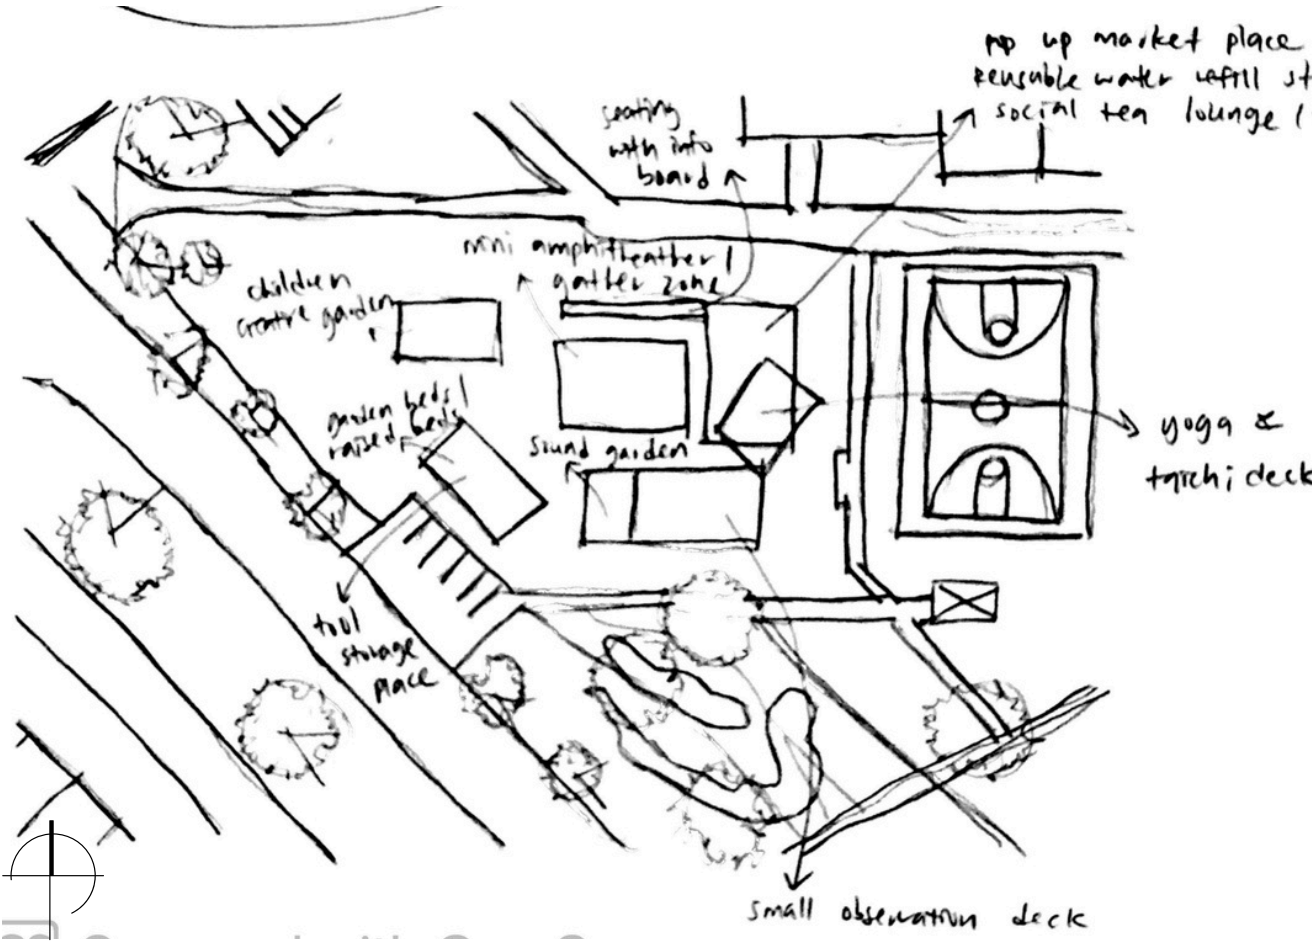 pop up market place
reusable water refill st
social tea lounge /
seating
with info
board
mini amphitheater /
gather zone
children
creative garden
garden beds /
raised beds
sound garden
yoga &
taichi deck
tool
storage
place
small observation deck